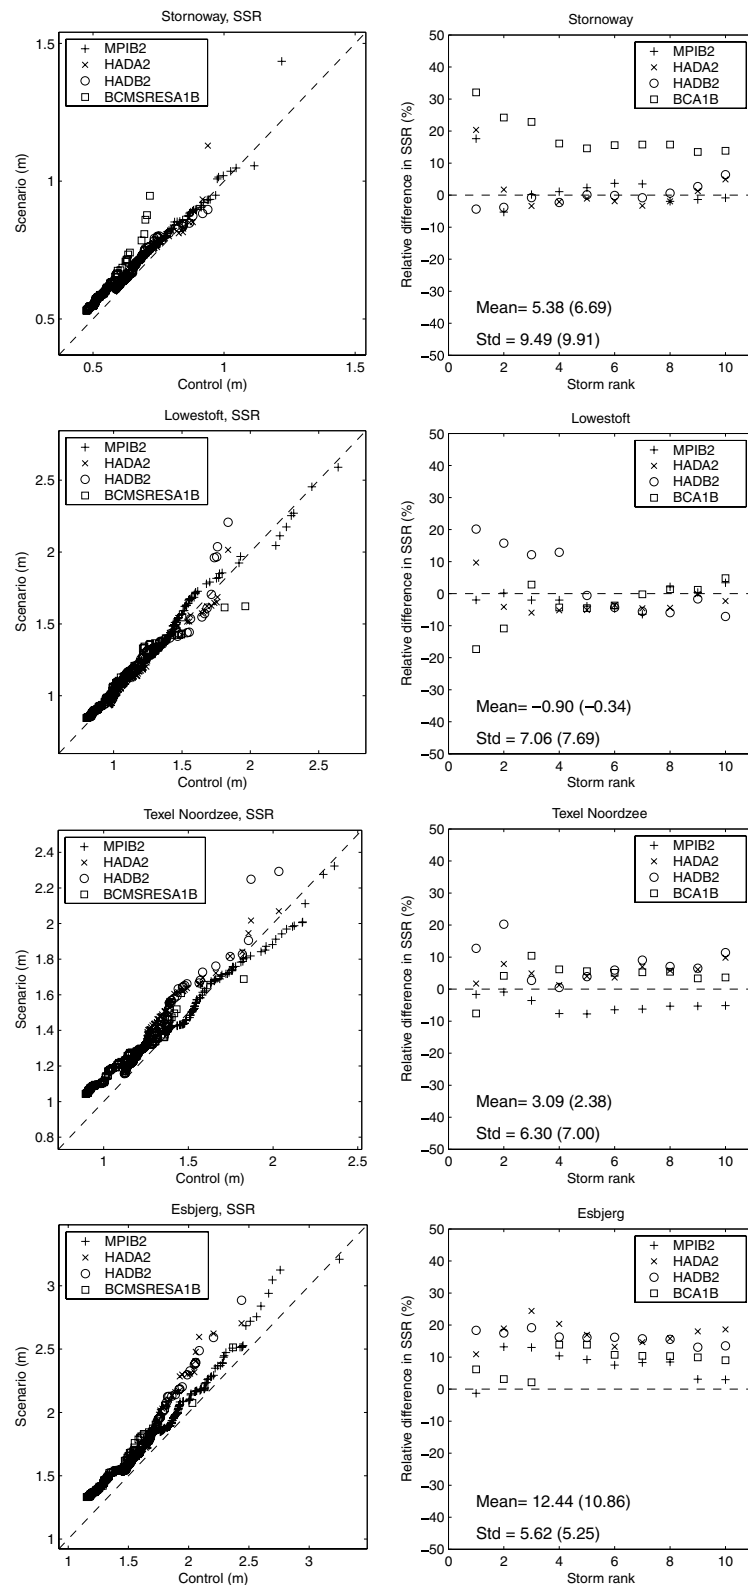 Stornoway, SSR
1.5
1
0.5
Scenario (m)
MPIB2
HADA2
HADB2
BCMSRESA1B
0.5 1 1.5
Control (m)
Stornoway
50
40
30
20
10
0
−10
−20
−30
−40
−50
Relative difference in SSR (%)
MPIB2
HADA2
HADB2
BCA1B
Mean= 5.38 (6.69)
Std = 9.49 (9.91)
0 2 4 6 8 10
Storm rank
Lowestoft, SSR
2.5
2
1.5
1
Scenario (m)
MPIB2
HADA2
HADB2
BCMSRESA1B
1 1.5 2 2.5
Control (m)
Lowestoft
50
40
30
20
10
0
−10
−20
−30
−40
−50
Relative difference in SSR (%)
MPIB2
HADA2
HADB2
BCA1B
Mean= −0.90 (−0.34)
Std = 7.06 (7.69)
0 2 4 6 8 10
Storm rank
Texel Noordzee, SSR
2.4
2.2
2
1.8
1.6
1.4
1.2
1
0.8
Scenario (m)
MPIB2
HADA2
HADB2
BCMSRESA1B
1 1.5 2 2.5
Control (m)
Texel Noordzee
50
40
30
20
10
0
−10
−20
−30
−40
−50
Relative difference in SSR (%)
MPIB2
HADA2
HADB2
BCA1B
Mean= 3.09 (2.38)
Std = 6.30 (7.00)
0 2 4 6 8 10
Storm rank
Esbjerg, SSR
3
2.5
2
1.5
1
Scenario (m)
MPIB2
HADA2
HADB2
BCMSRESA1B
1 1.5 2 2.5 3
Control (m)
Esbjerg
50
40
30
20
10
0
−10
−20
−30
−40
−50
Relative difference in SSR (%)
MPIB2
HADA2
HADB2
BCA1B
Mean= 12.44 (10.86)
Std = 5.62 (5.25)
0 2 4 6 8 10
Storm rank